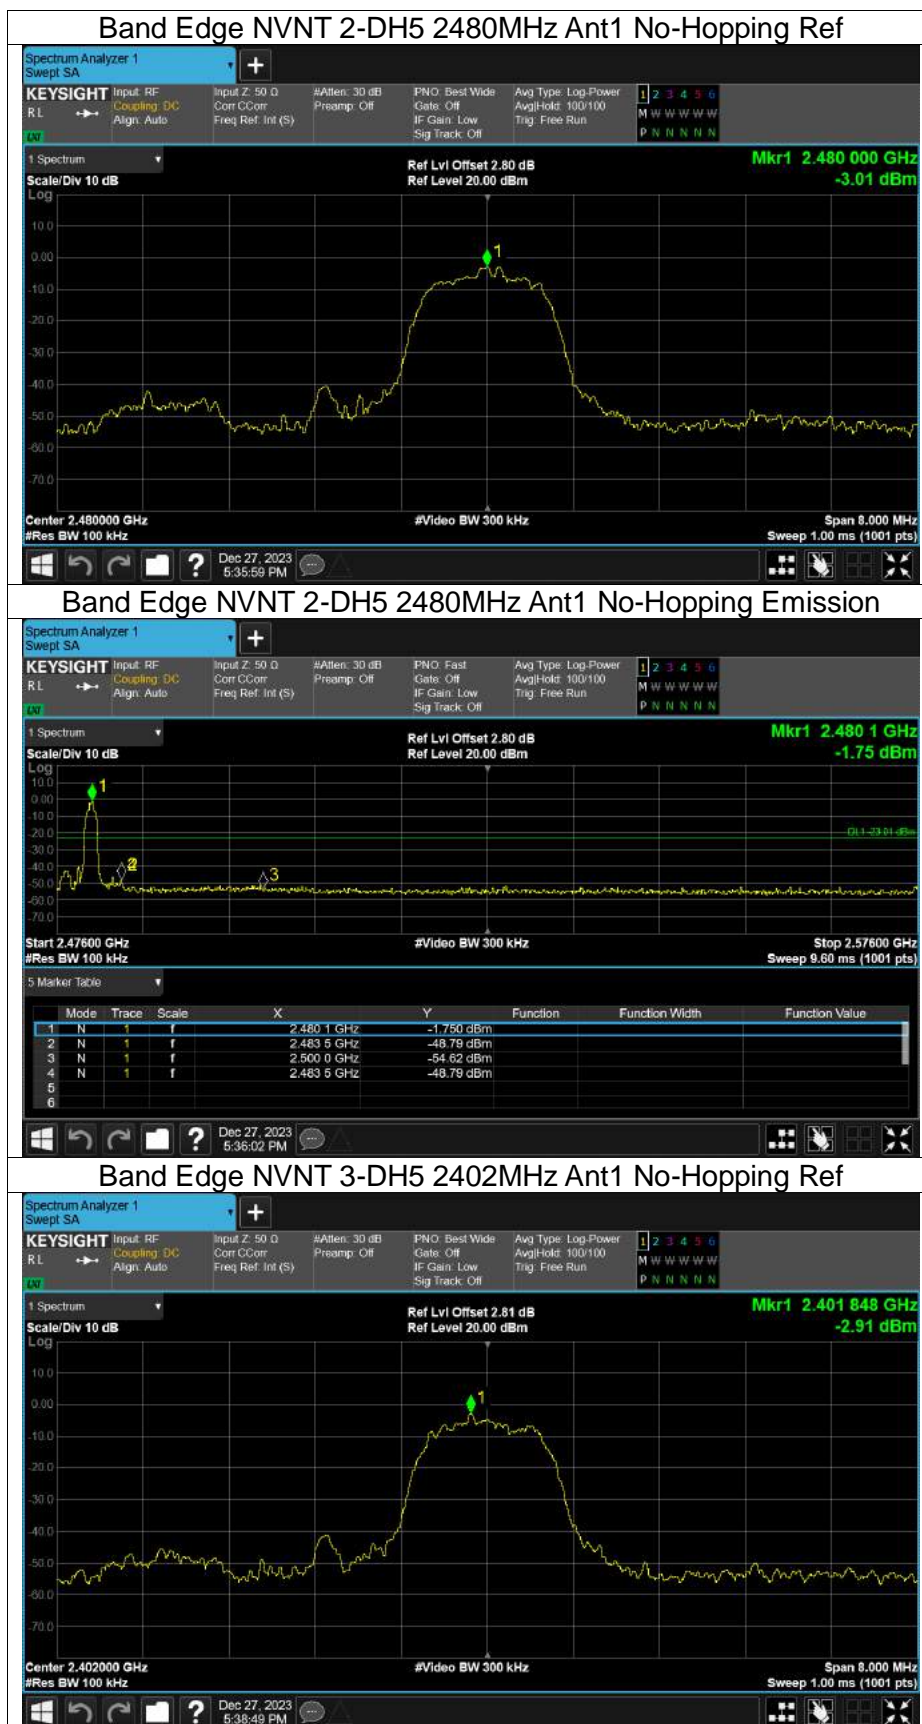 Band Edge NVNT 2-DH5 2480MHz Ant1 No-Hopping Ref
Spectrum Analyzer 1
Swept SA
+
KEYSIGHT Input: RF Input Z: 50 Ω #Atten: 30 dB PNO: Best Wide Avg Type: Log-Power 1 2 3 4 5 6
RL Coupling: DC Corr CCorr Preamp: Off Gate: Off Avg|Hold: 100/100 M W W W W W
Align: Auto Freq Ref: Int (S) IF Gain: Low Trig: Free Run
LXI Sig Track: Off P N N N N N
1 Spectrum Ref Lvl Offset 2.80 dB Mkr1 2.480 000 GHz
Scale/Div 10 dB Ref Level 20.00 dBm -3.01 dBm
Log
10.0
0.00
1
-10.0
-20.0
-30.0
-40.0
-50.0
-60.0
-70.0
Center 2.480000 GHz #Video BW 300 kHz Span 8.000 MHz
#Res BW 100 kHz Sweep 1.00 ms (1001 pts)
? Dec 27, 2023
5:35:59 PM
Band Edge NVNT 2-DH5 2480MHz Ant1 No-Hopping Emission
Spectrum Analyzer 1
Swept SA
+
KEYSIGHT Input: RF Input Z: 50 Ω #Atten: 30 dB PNO: Fast Avg Type: Log-Power 1 2 3 4 5 6
RL Coupling: DC Corr CCorr Preamp: Off Gate: Off Avg|Hold: 100/100 M W W W W W
Align: Auto Freq Ref: Int (S) IF Gain: Low Trig: Free Run
LXI Sig Track: Off P N N N N N
1 Spectrum Ref Lvl Offset 2.80 dB Mkr1 2.480 1 GHz
Scale/Div 10 dB Ref Level 20.00 dBm -1.75 dBm
Log
10.0
1
0.00
-10.0
-20.0 DL1 -23.01 dBm
-30.0
-40.0 2
-50.0 3
-60.0
-70.0
Start 2.47600 GHz #Video BW 300 kHz Stop 2.57600 GHz
#Res BW 100 kHz Sweep 9.60 ms (1001 pts)
5 Marker Table
Mode Trace Scale X Y Function Function Width Function Value
1 N 1 f 2.480 1 GHz -1.750 dBm
2 N 1 f 2.483 5 GHz -48.79 dBm
3 N 1 f 2.500 0 GHz -54.62 dBm
4 N 1 f 2.483 5 GHz -48.79 dBm
5
6
? Dec 27, 2023
5:36:02 PM
Band Edge NVNT 3-DH5 2402MHz Ant1 No-Hopping Ref
Spectrum Analyzer 1
Swept SA
+
KEYSIGHT Input: RF Input Z: 50 Ω #Atten: 30 dB PNO: Best Wide Avg Type: Log-Power 1 2 3 4 5 6
RL Coupling: DC Corr CCorr Preamp: Off Gate: Off Avg|Hold: 100/100 M W W W W W
Align: Auto Freq Ref: Int (S) IF Gain: Low Trig: Free Run
LXI Sig Track: Off P N N N N N
1 Spectrum Ref Lvl Offset 2.81 dB Mkr1 2.401 848 GHz
Scale/Div 10 dB Ref Level 20.00 dBm -2.91 dBm
Log
10.0
0.00
1
-10.0
-20.0
-30.0
-40.0
-50.0
-60.0
-70.0
Center 2.402000 GHz #Video BW 300 kHz Span 8.000 MHz
#Res BW 100 kHz Sweep 1.00 ms (1001 pts)
? Dec 27, 2023
5:38:49 PM